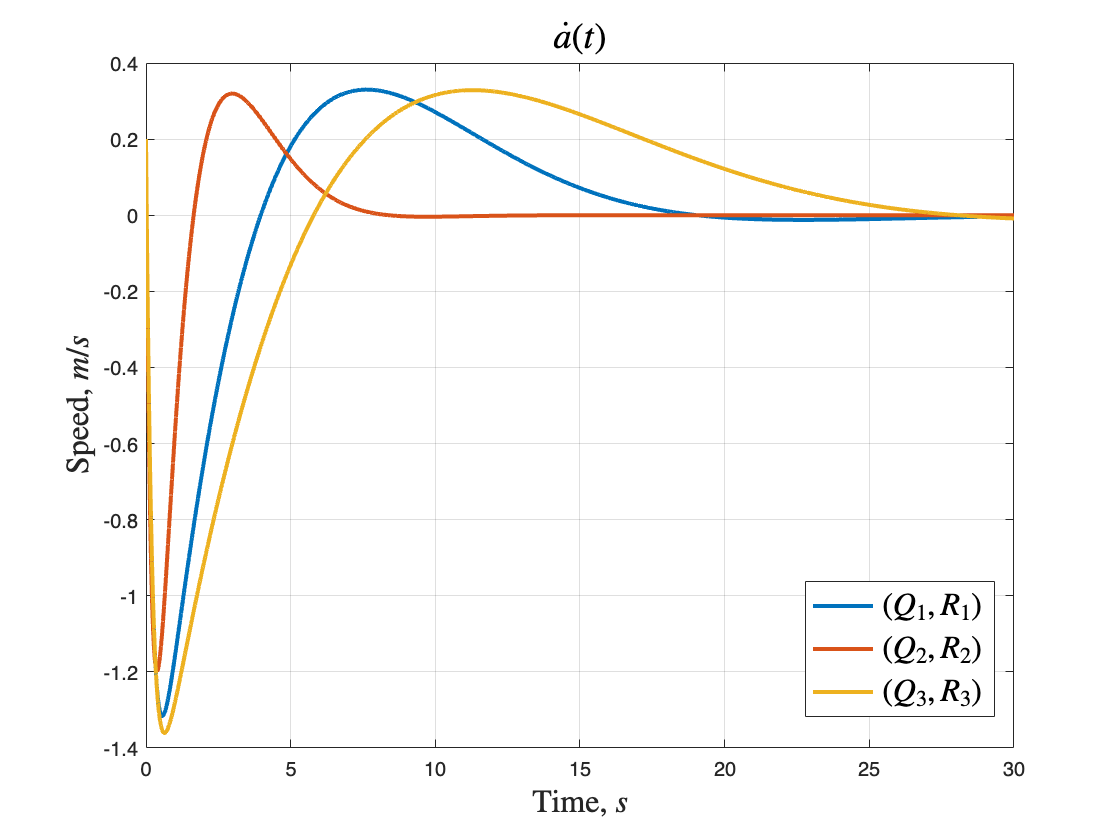 ȧ(t)
0.4
0.2
0
-0.2
-0.4
-0.6
-0.8
-1
-1.2
-1.4
Speed, m/s
0 5 10 15 20 25 30
Time, s
(Q₁, R₁)
(Q₂, R₂)
(Q₃, R₃)